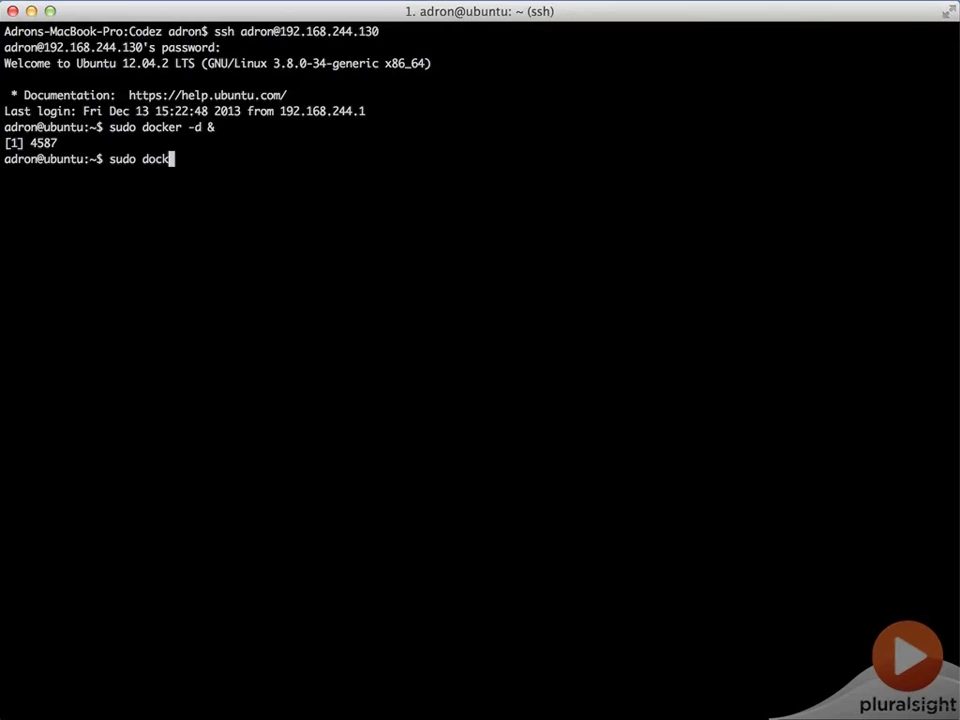 1. adron@ubuntu: ~ (ssh)
Adrons-MacBook-Pro:Codez adron$ ssh adron@192.168.244.130
adron@192.168.244.130's password:
Welcome to Ubuntu 12.04.2 LTS (GNU/Linux 3.8.0-34-generic x86_64)
* Documentation:  https://help.ubuntu.com/
Last login: Fri Dec 13 15:22:48 2013 from 192.168.244.1
adron@ubuntu:~$ sudo docker -d &
[1] 4587
adron@ubuntu:~$ sudo dock
pluralsight